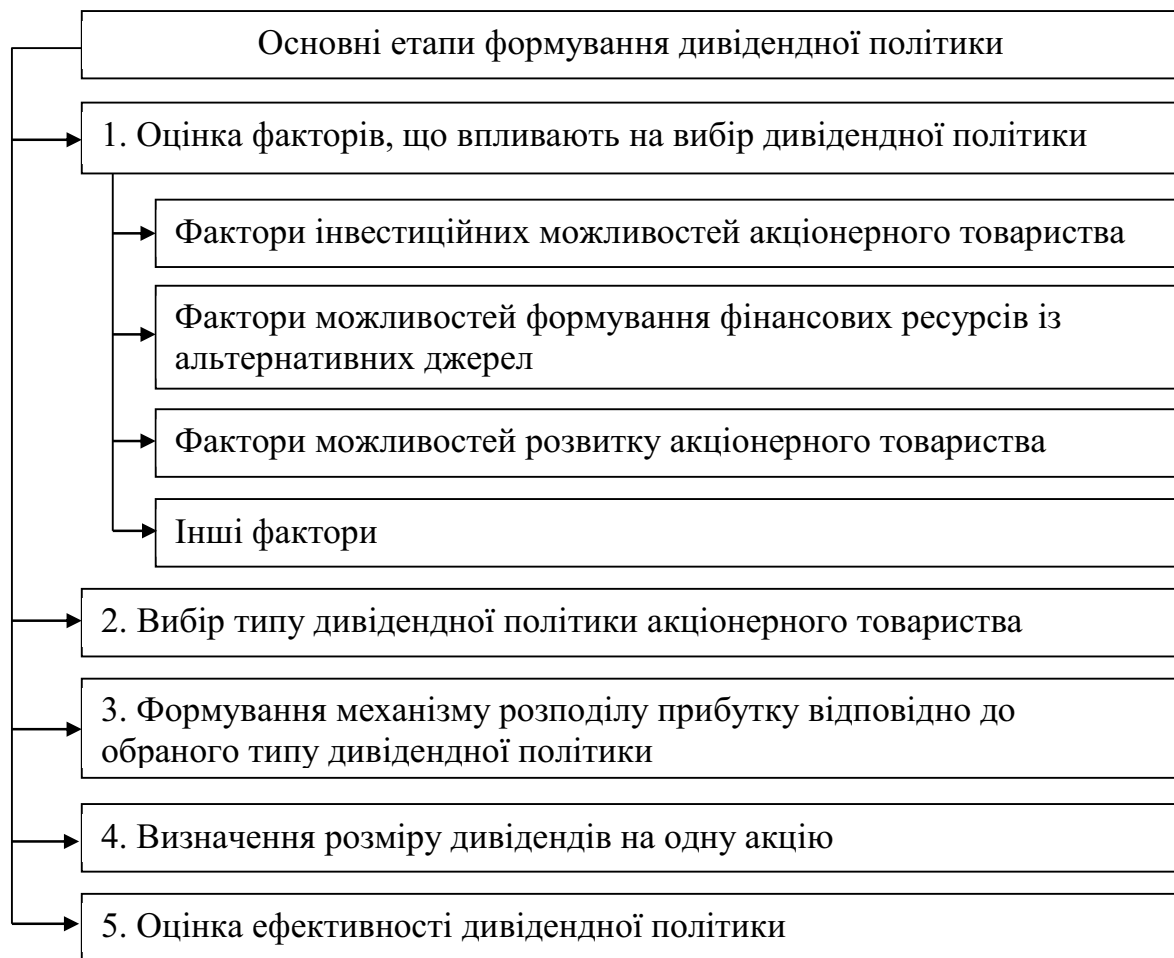 Основні етапи формування дивідендної політики
1. Оцінка факторів, що впливають на вибір дивідендної політики
Фактори інвестиційних можливостей акціонерного товариства
Фактори можливостей формування фінансових ресурсів із
альтернативних джерел
Фактори можливостей розвитку акціонерного товариства
Інші фактори
2. Вибір типу дивідендної політики акціонерного товариства
3. Формування механізму розподілу прибутку відповідно до
обраного типу дивідендної політики
4. Визначення розміру дивідендів на одну акцію
5. Оцінка ефективності дивідендної політики